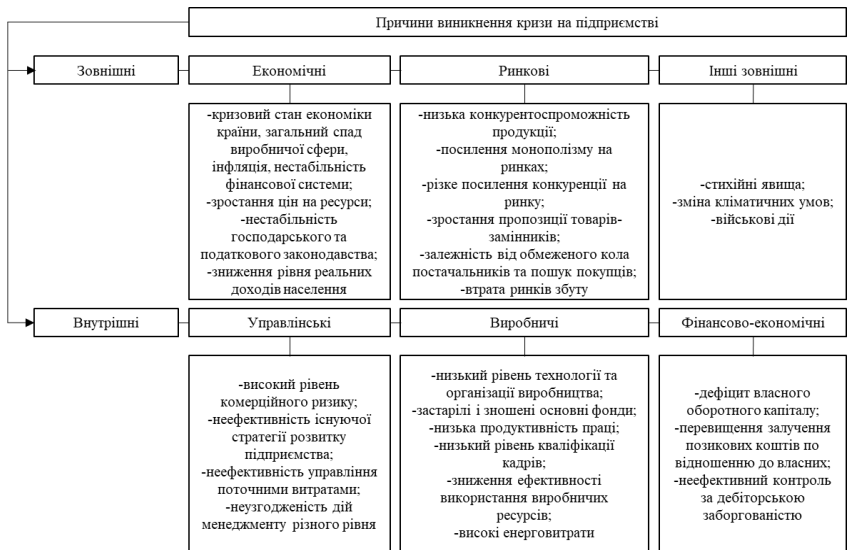 Причини виникнення кризи на підприємстві
Зовнішні
Економічні
Ринкові
Інші зовнішні
-кризовий стан економіки
країни, загальний спад
виробничої сфери,
інфляція, нестабільність
фінансової системи;
-зростання цін на ресурси;
-нестабільність
господарського та
податкового законодавства;
-зниження рівня реальних
доходів населення
-низька конкурентоспроможність
продукції;
-посилення монополізму на
ринках;
-різке посилення конкуренції на
ринку;
-зростання пропозиції товарів-
замінників;
-залежність від обмеженого кола
постачальників та пошук покупців;
-втрата ринків збуту
-стихійні явища;
-зміна кліматичних умов;
-військові дії
Внутрішні
Управлінські
Виробничі
Фінансово-економічні
-високий рівень
комерційного ризику;
-неефективність існуючої
стратегії розвитку
підприємства;
-неефективність управління
поточними витратами;
-неузгодженість дій
менеджменту різного рівня
-низький рівень технології та
організації виробництва;
-застарілі і зношені основні фонди;
-низька продуктивність праці;
-низький рівень кваліфікації
кадрів;
-зниження ефективності
використання виробничих
ресурсів;
-високі енерговитрати
-дефіцит власного
оборотного капіталу;
-перевищення залучення
позикових коштів по
відношенню до власних;
-неефективний контроль
за дебіторською
заборгованістю